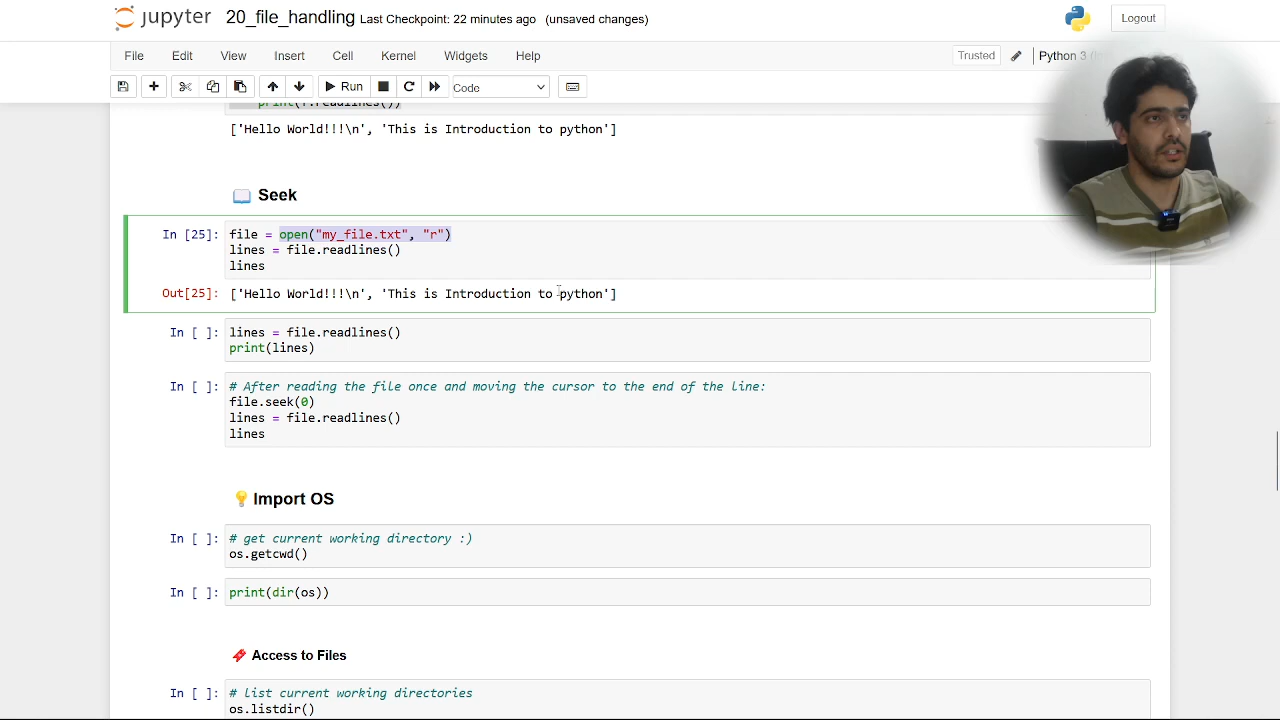 jupyter 20_file_handling Last Checkpoint: 22 minutes ago (unsaved changes) Logout
File Edit View Insert Cell Kernel Widgets Help Trusted Python 3
Run Code
print(f.readlines())
['Hello World!!!\n', 'This is Introduction to python']
Seek
In [25]: file = open("my_file.txt", "r")
lines = file.readlines()
lines
Out[25]: ['Hello World!!!\n', 'This is Introduction to python']
In [ ]: lines = file.readlines()
print(lines)
In [ ]: # After reading the file once and moving the cursor to the end of the line:
file.seek(0)
lines = file.readlines()
lines
Import OS
In [ ]: # get current working directory :)
os.getcwd()
In [ ]: print(dir(os))
Access to Files
In [ ]: # list current working directories
os.listdir()